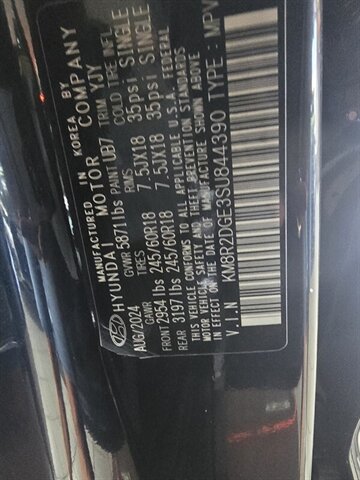 MANUFACTURED IN KOREA BY
HYUNDAI MOTOR COMPANY
AUG/2024 GVWR 5871lbs PAINT UB7 TRIM YJY
GAWR TIRES RIMS COLD TIRE INFL.
FRONT 2954 lbs 245/60R18 7.5JX18 35psi SINGLE
REAR 3197lbs 245/60R18 7.5JX18 35psi SINGLE
THIS VEHICLE CONFORMS TO ALL APPLICABLE U.S.A. FEDERAL
MOTOR VEHICLE SAFETY AND THEFT PREVENTION STANDARDS
IN EFFECT ON THE DATE OF MANUFACTURE SHOWN ABOVE
V.I.N KM8R2DGE3SU844390 TYPE : MPV